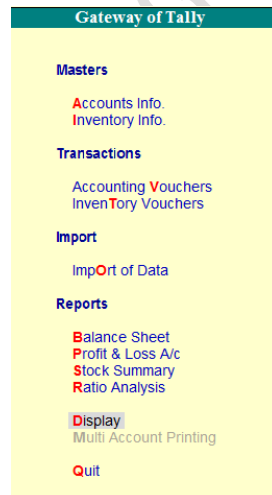 Gateway of Tally
Masters
Accounts Info.
Inventory Info.
Transactions
Accounting Vouchers
InvenTory Vouchers
Import
ImpOrt of Data
Reports
Balance Sheet
Profit & Loss A/c
Stock Summary
Ratio Analysis
Display
Multi Account Printing
Quit